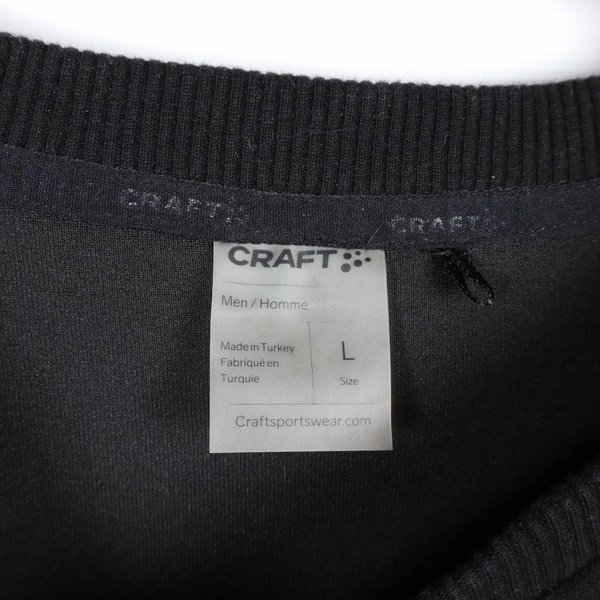 CRAFT CRAFT
CRAFT
Men / Homme
Made in Turkey
Fabriqué en
Turquie
L
Size
Craftsportswear.com